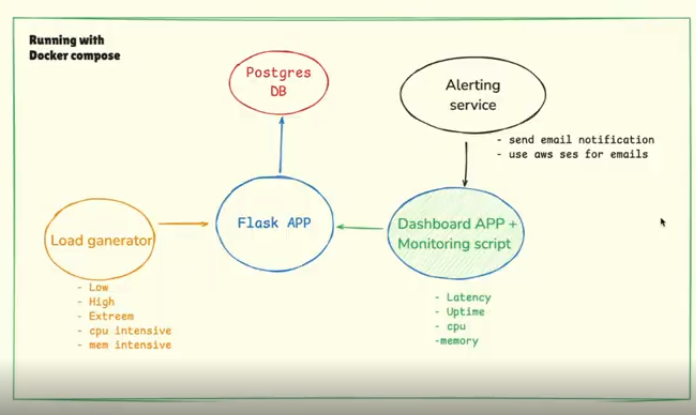 Running with
Docker compose
Postgres
DB
Alerting
service
- send email notification
- use aws ses for emails
Load ganerator
Flask APP
Dashboard APP +
Monitoring script
- Low
- High
- Extreem
- cpu intensive
- mem intensive
- Latency
- Uptime
- cpu
-memory